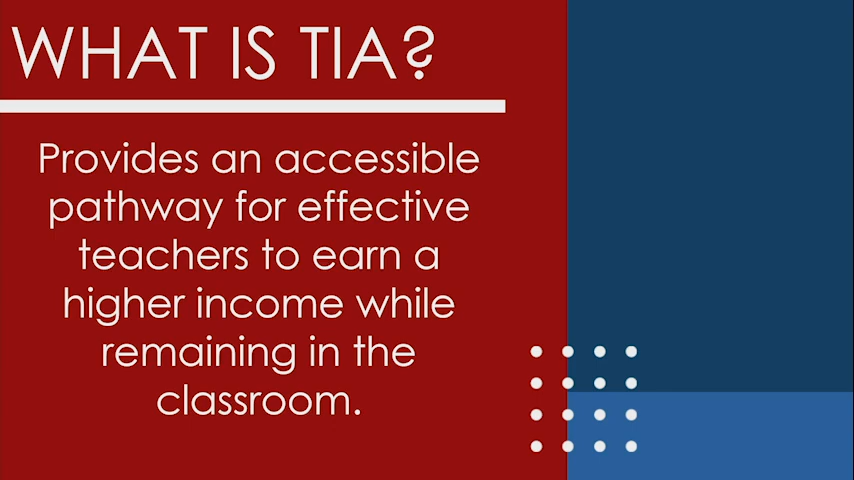 WHAT IS TIA?
Provides an accessible
pathway for effective
teachers to earn a
higher income while
remaining in the
classroom.